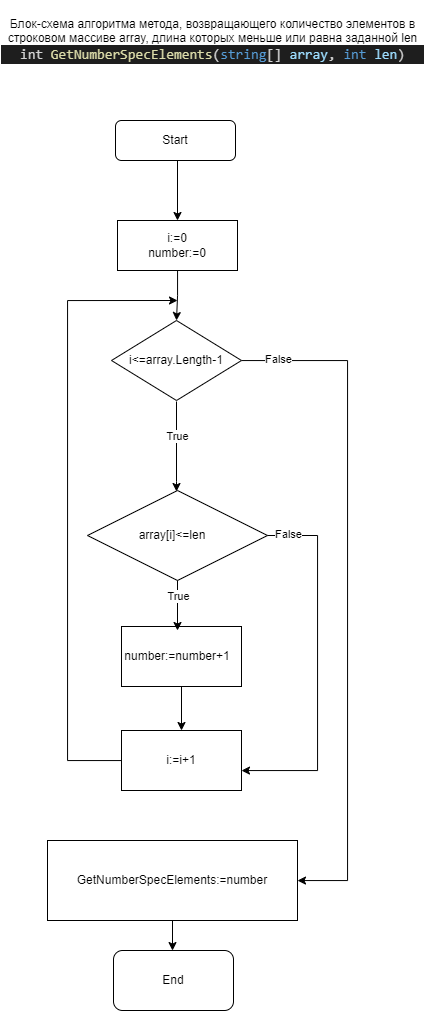 Блок-схема алгоритма метода, возвращающего количество элементов в
строковом массиве array, длина которых меньше или равна заданной len
int GetNumberSpecElements(string[] array, int len)
Start
i:=0
number:=0
i<=array.Length-1
False
True
array[i]<=len
False
True
number:=number+1
i:=i+1
GetNumberSpecElements:=number
End